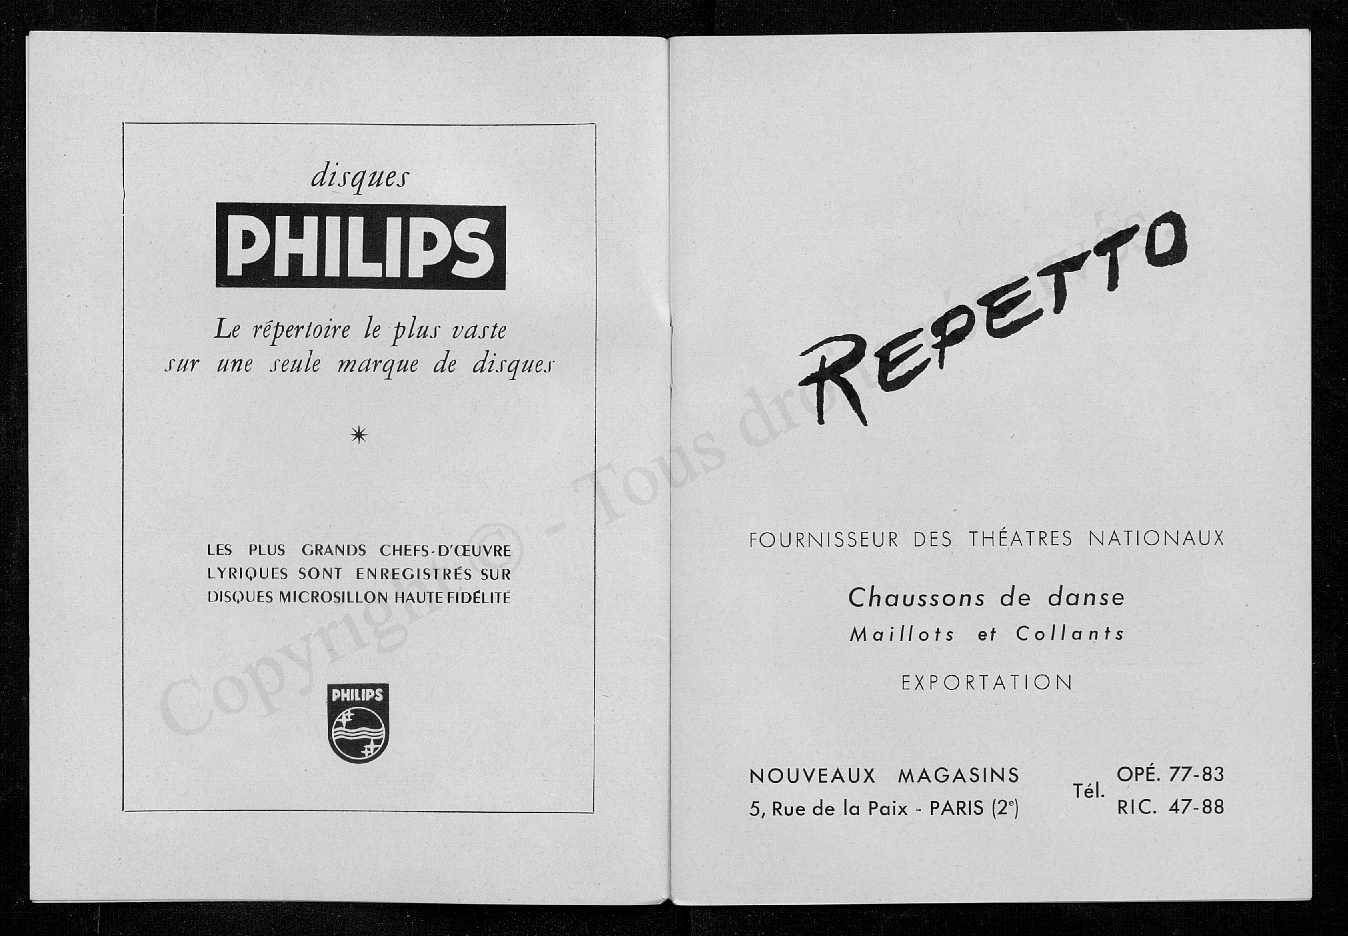 disques
PHILIPS
Le répertoire le plus vaste
sur une seule marque de disques
LES PLUS GRANDS CHEFS-D'ŒUVRE
LYRIQUES SONT ENREGISTRÉS SUR
DISQUES MICROSILLON HAUTE FIDÉLITÉ
PHILIPS
REPETTO
FOURNISSEUR DES THÉATRES NATIONAUX
Chaussons de danse
Maillots et Collants
EXPORTATION
NOUVEAUX MAGASINS
5, Rue de la Paix - PARIS (2e)
Tél.
OPÉ. 77-83
RIC. 47-88
Copyright © - Tous droits réservés